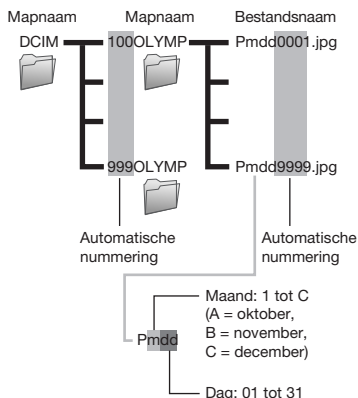 Mapnaam Mapnaam Bestandsnaam
DCIM 100OLYMP Pmdd0001.jpg
999OLYMP Pmdd9999.jpg
Automatische
nummering
Automatische
nummering
Maand: 1 tot C
(A = oktober,
B = november,
C = december)
Pmdd
Dag: 01 tot 31